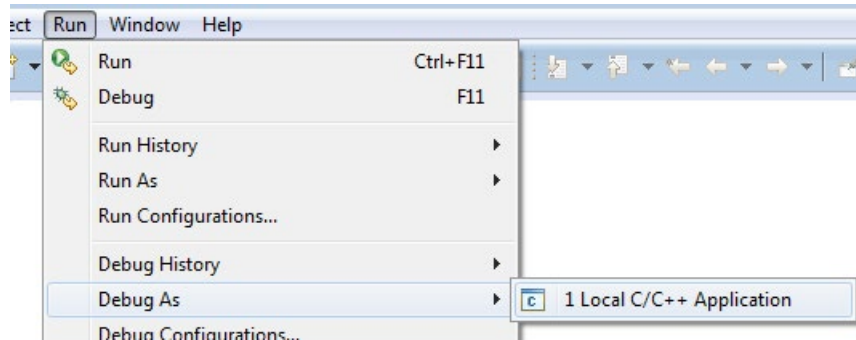 ect Run Window Help
Run Ctrl+F11
Debug F11
Run History
Run As
Run Configurations...
Debug History
Debug As
c 1 Local C/C++ Application
Debug Configurations...